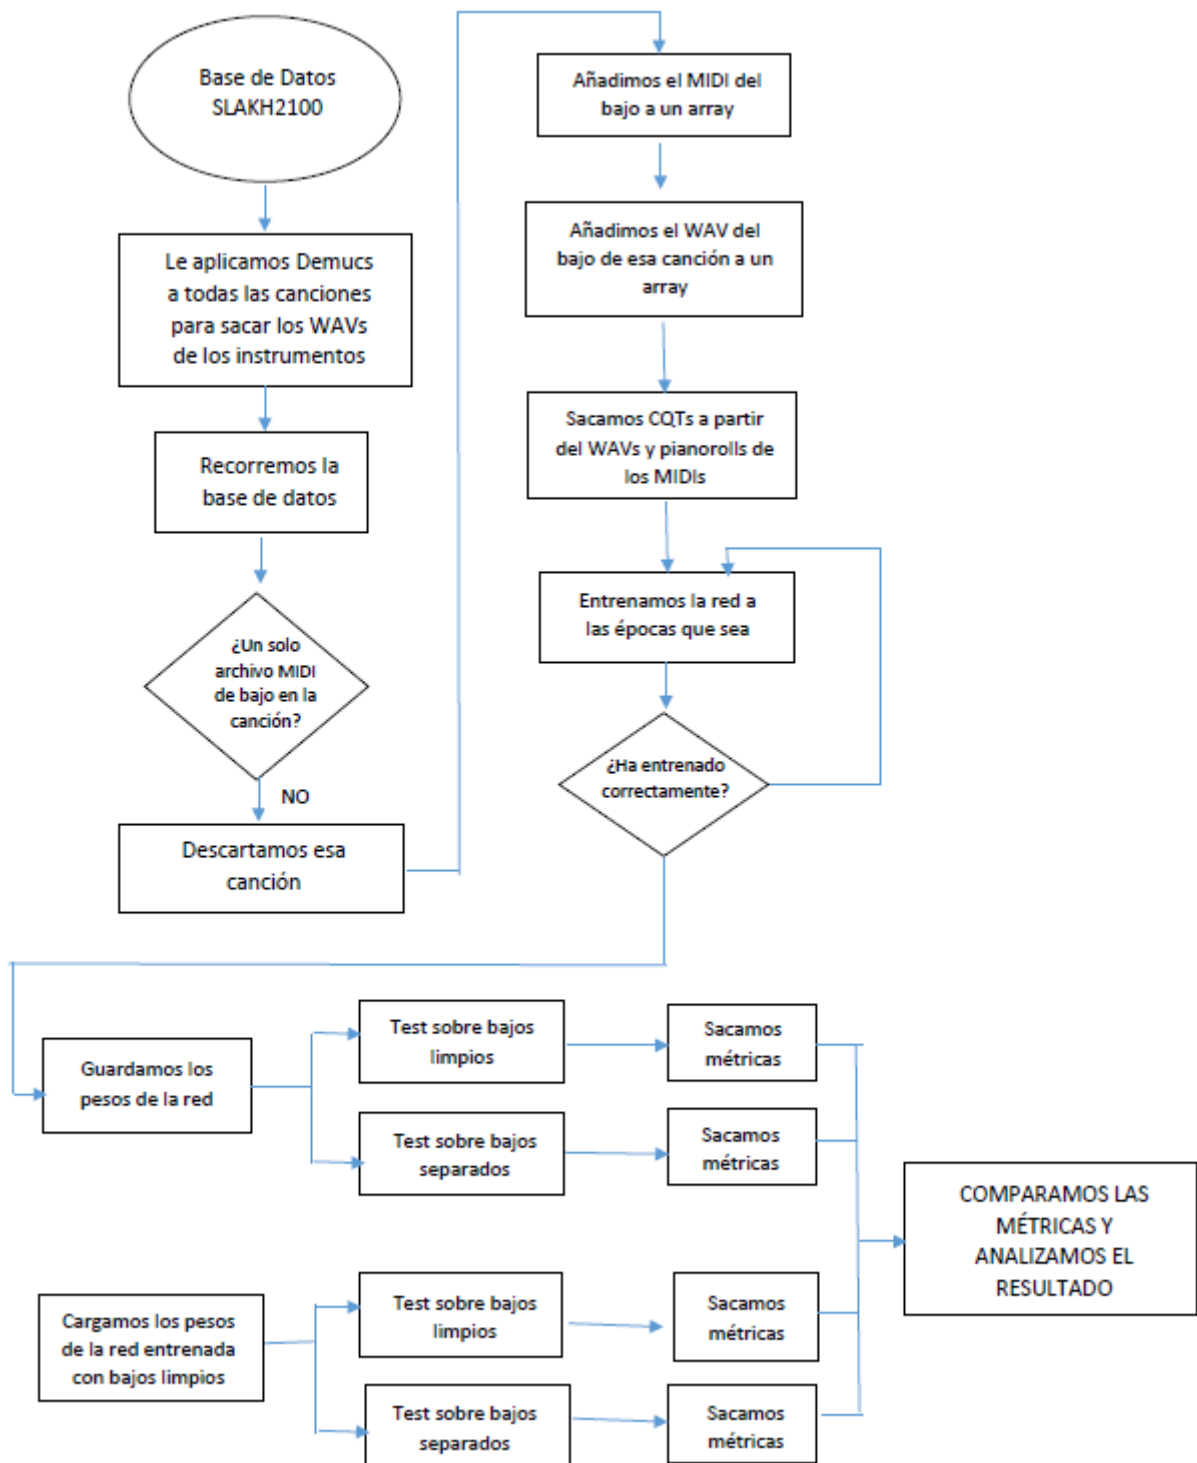 Base de Datos
SLAKH2100
Le aplicamos Demucs
a todas las canciones
para sacar los WAVs
de los instrumentos
Recorremos la
base de datos
¿Un solo
archivo MIDI
de bajo en la
canción?
NO
Descartamos esa
canción
Añadimos el MIDI del
bajo a un array
Añadimos el WAV del
bajo de esa canción a un
array
Sacamos CQTs a partir
del WAVs y pianorolls de
los MIDIs
Entrenamos la red a
las épocas que sea
¿Ha entrenado
correctamente?
Guardamos los
pesos de la red
Test sobre bajos
limpios
Sacamos
métricas
Test sobre bajos
separados
Sacamos
métricas
Cargamos los pesos
de la red entrenada
con bajos limpios
Test sobre bajos
limpios
Sacamos
métricas
Test sobre bajos
separados
Sacamos
métricas
COMPARAMOS LAS
MÉTRICAS Y
ANALIZAMOS EL
RESULTADO